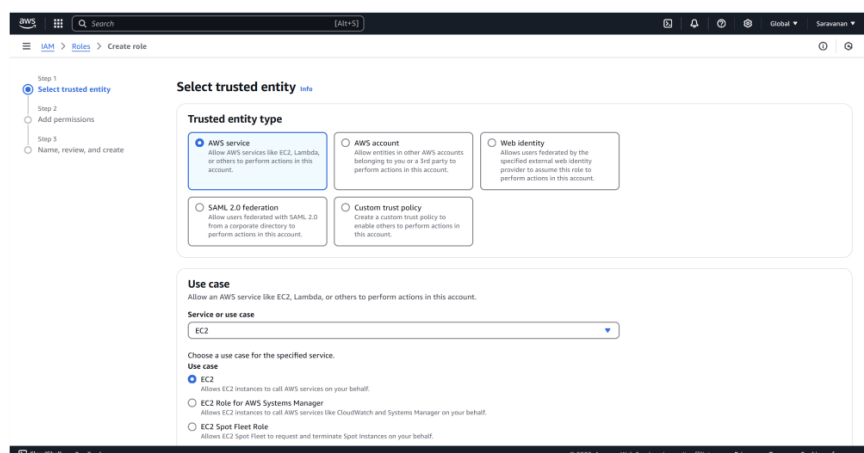 aws
Search
[Alt+S]
Global
Saravanan
IAM > Roles > Create role
Step 1
Select trusted entity
Step 2
Add permissions
Step 3
Name, review, and create
Select trusted entity Info
Trusted entity type
AWS service
Allow AWS services like EC2, Lambda,
or others to perform actions in this
account.
AWS account
Allow entities in other AWS accounts
belonging to you or a 3rd party to
perform actions in this account.
Web identity
Allows users federated by the
specified external web identity
provider to assume this role to
perform actions in this account.
SAML 2.0 federation
Allow users federated with SAML 2.0
from a corporate directory to
perform actions in this account.
Custom trust policy
Create a custom trust policy to
enable others to perform actions in
this account.
Use case
Allow an AWS service like EC2, Lambda, or others to perform actions in this account.
Service or use case
EC2
Choose a use case for the specified service.
Use case
EC2
Allows EC2 instances to call AWS services on your behalf.
EC2 Role for AWS Systems Manager
Allows EC2 instances to call AWS services like CloudWatch and Systems Manager on your behalf.
EC2 Spot Fleet Role
Allows EC2 Spot Fleet to request and terminate Spot Instances on your behalf.